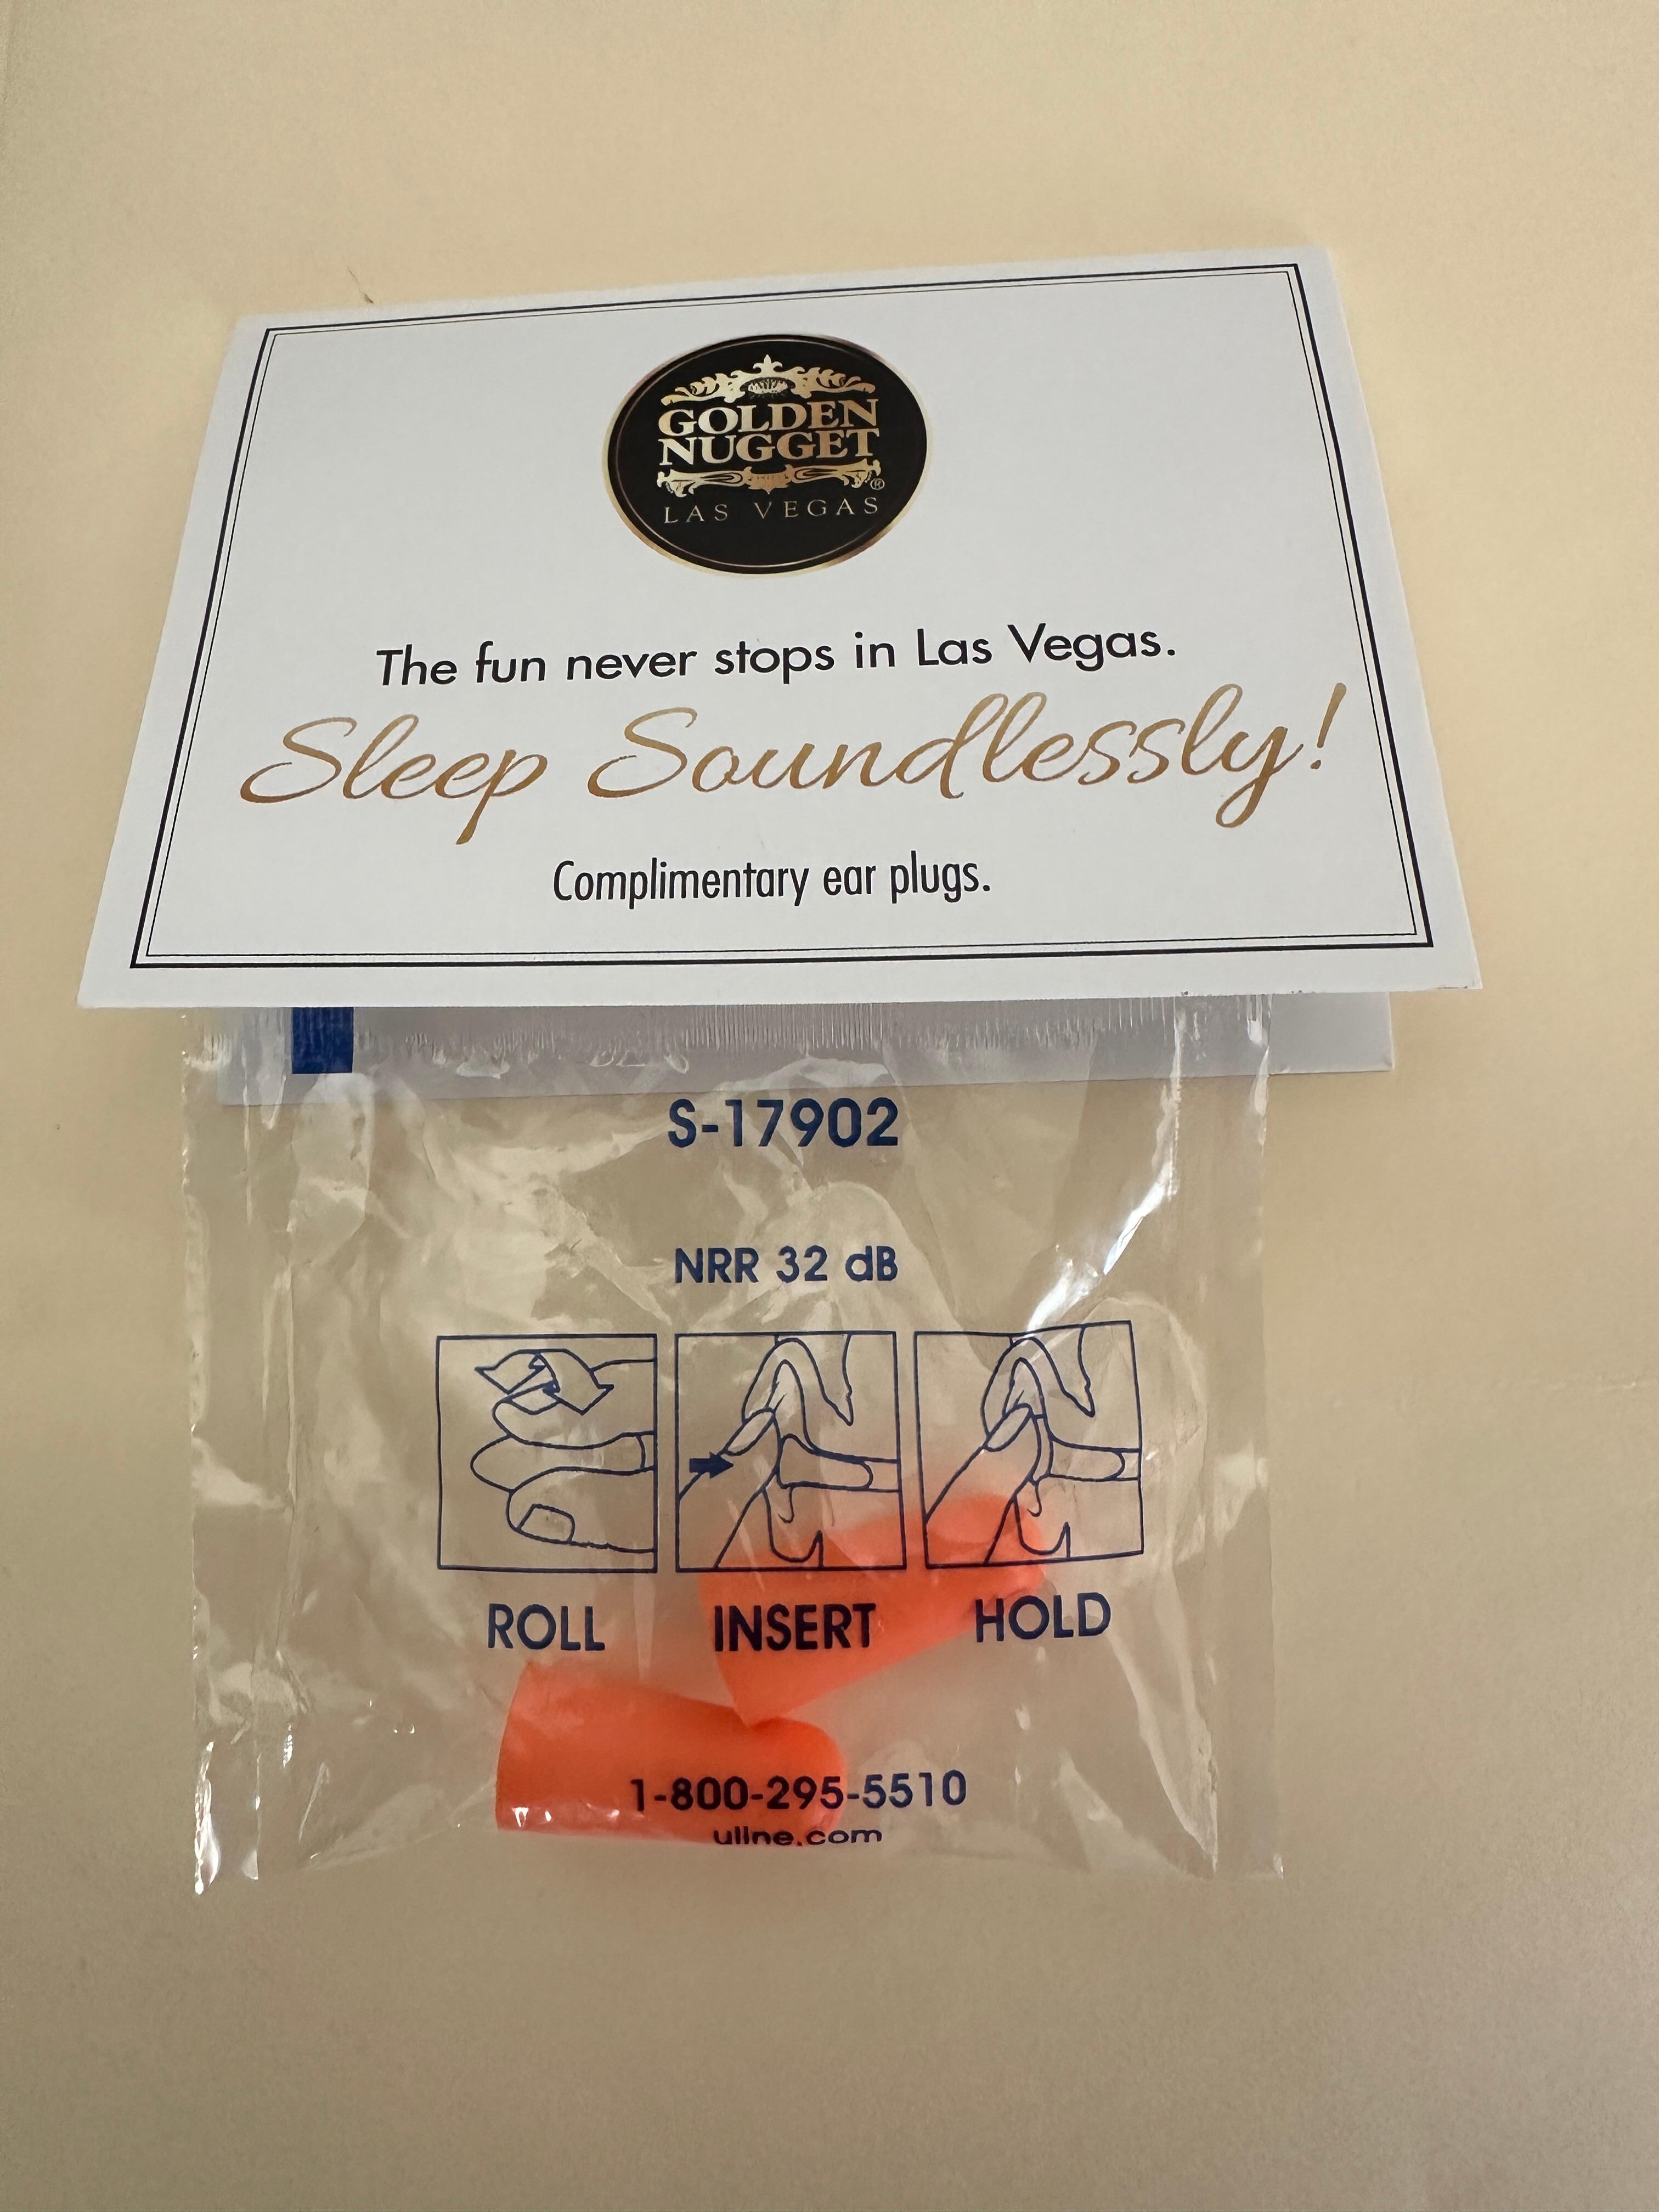 GOLDEN
NUGGET
®
LAS VEGAS
The fun never stops in Las Vegas.
Sleep Soundlessly!
Complimentary ear plugs.
S-17902
NRR 32 dB
ROLL INSERT HOLD
1-800-295-5510
uline.com